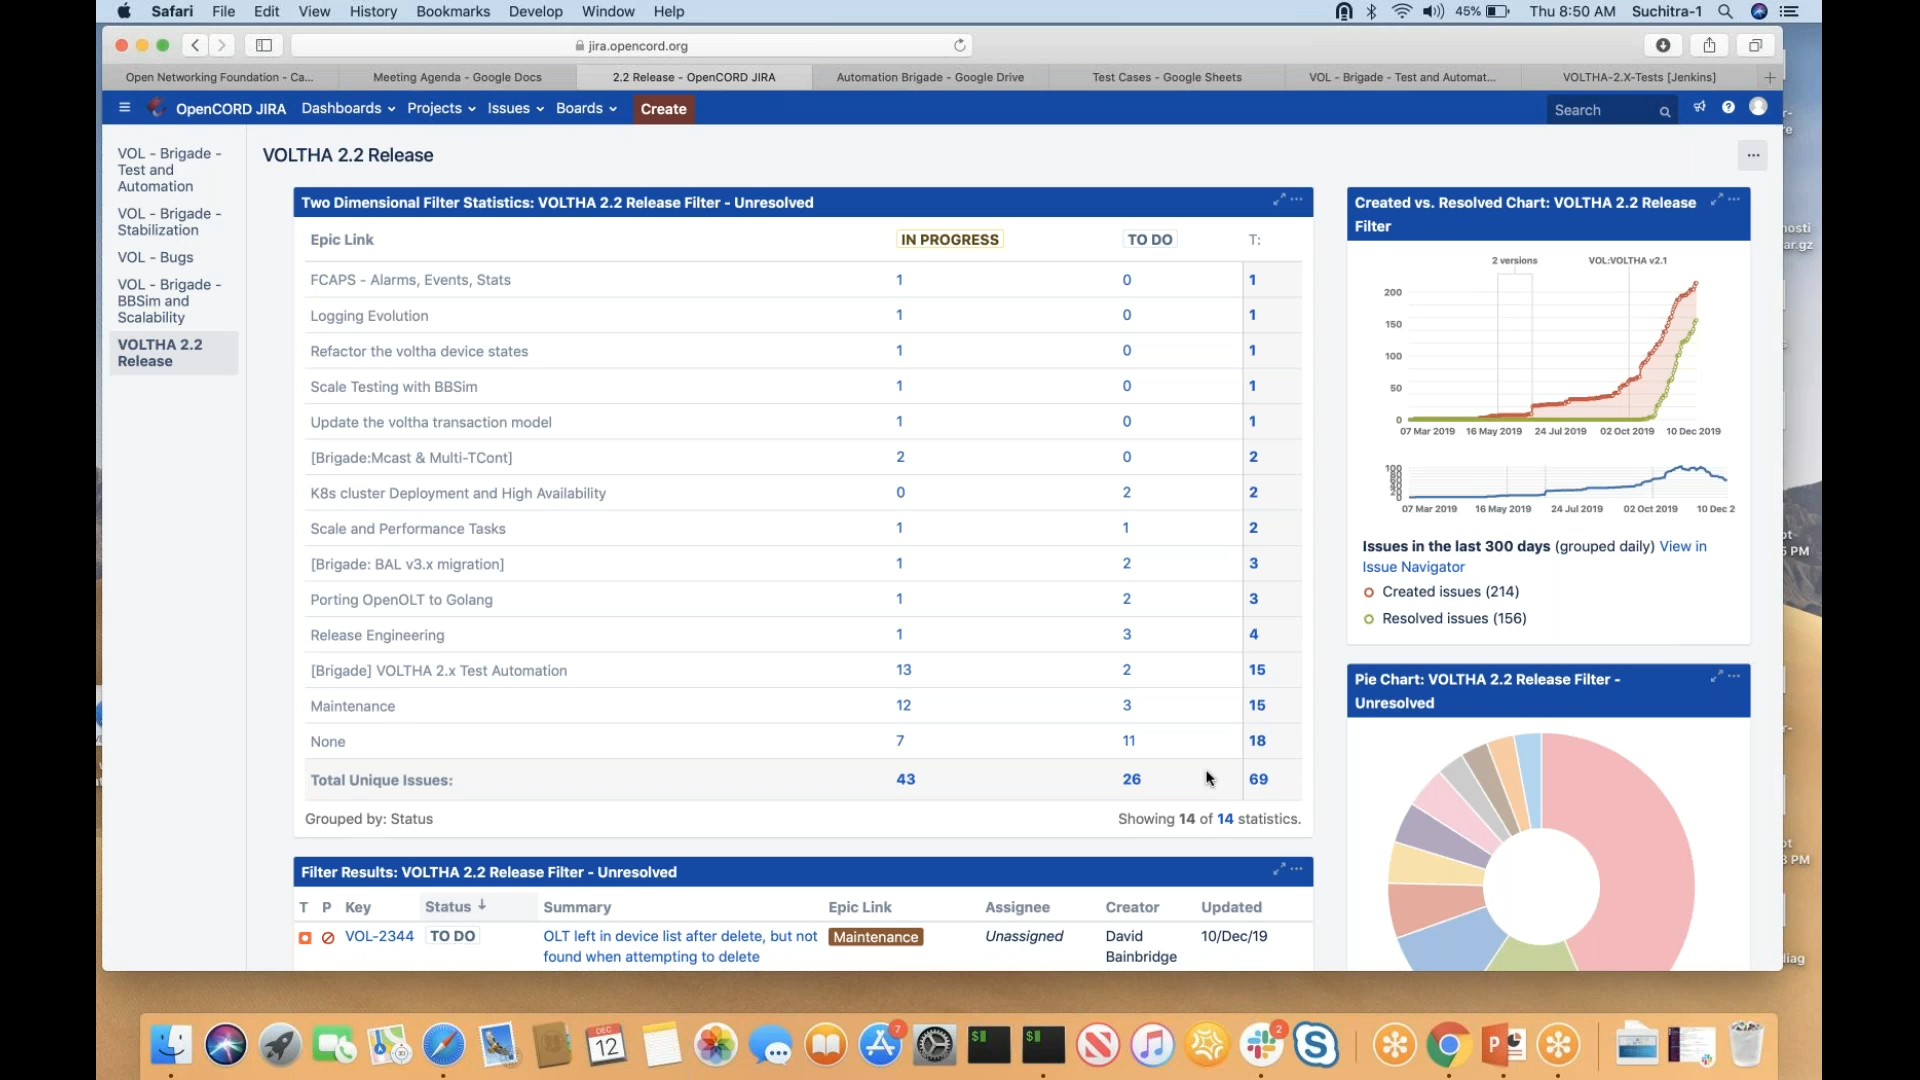 Safari File Edit View History Bookmarks Develop Window Help
45% Thu 8:50 AM Suchitra-1
jira.opencord.org
Open Networking Foundation - Ca... Meeting Agenda - Google Docs 2.2 Release - OpenCORD JIRA Automation Brigade - Google Drive Test Cases - Google Sheets VOL - Brigade - Test and Automat... VOLTHA-2.X-Tests [Jenkins]
OpenCORD JIRA Dashboards Projects Issues Boards Create Search
VOL - Brigade -
Test and
Automation
VOL - Brigade -
Stabilization
VOL - Bugs
VOL - Brigade -
BBSim and
Scalability
VOLTHA 2.2
Release
VOLTHA 2.2 Release
Two Dimensional Filter Statistics: VOLTHA 2.2 Release Filter - Unresolved
Epic Link IN PROGRESS TO DO T:
FCAPS - Alarms, Events, Stats 1 0 1
Logging Evolution 1 0 1
Refactor the voltha device states 1 0 1
Scale Testing with BBSim 1 0 1
Update the voltha transaction model 1 0 1
[Brigade:Mcast & Multi-TCont] 2 0 2
K8s cluster Deployment and High Availability 0 2 2
Scale and Performance Tasks 1 1 2
[Brigade: BAL v3.x migration] 1 2 3
Porting OpenOLT to Golang 1 2 3
Release Engineering 1 3 4
[Brigade] VOLTHA 2.x Test Automation 13 2 15
Maintenance 12 3 15
None 7 11 18
Total Unique Issues: 43 26 69
Grouped by: Status Showing 14 of 14 statistics.
Filter Results: VOLTHA 2.2 Release Filter - Unresolved
T P Key Status Summary Epic Link Assignee Creator Updated
VOL-2344 TO DO OLT left in device list after delete, but not Maintenance Unassigned David 10/Dec/19
found when attempting to delete Bainbridge
Created vs. Resolved Chart: VOLTHA 2.2 Release
Filter
2 versions VOL:VOLTHA v2.1
200
150
100
50
0
07 Mar 2019 16 May 2019 24 Jul 2019 02 Oct 2019 10 Dec 2019
100
07 Mar 2019 16 May 2019 24 Jul 2019 02 Oct 2019 10 Dec 2
Issues in the last 300 days (grouped daily) View in
Issue Navigator
Created issues (214)
Resolved issues (156)
Pie Chart: VOLTHA 2.2 Release Filter -
Unresolved
ar.gz
PM
PM
diag
7
DEC
12
2